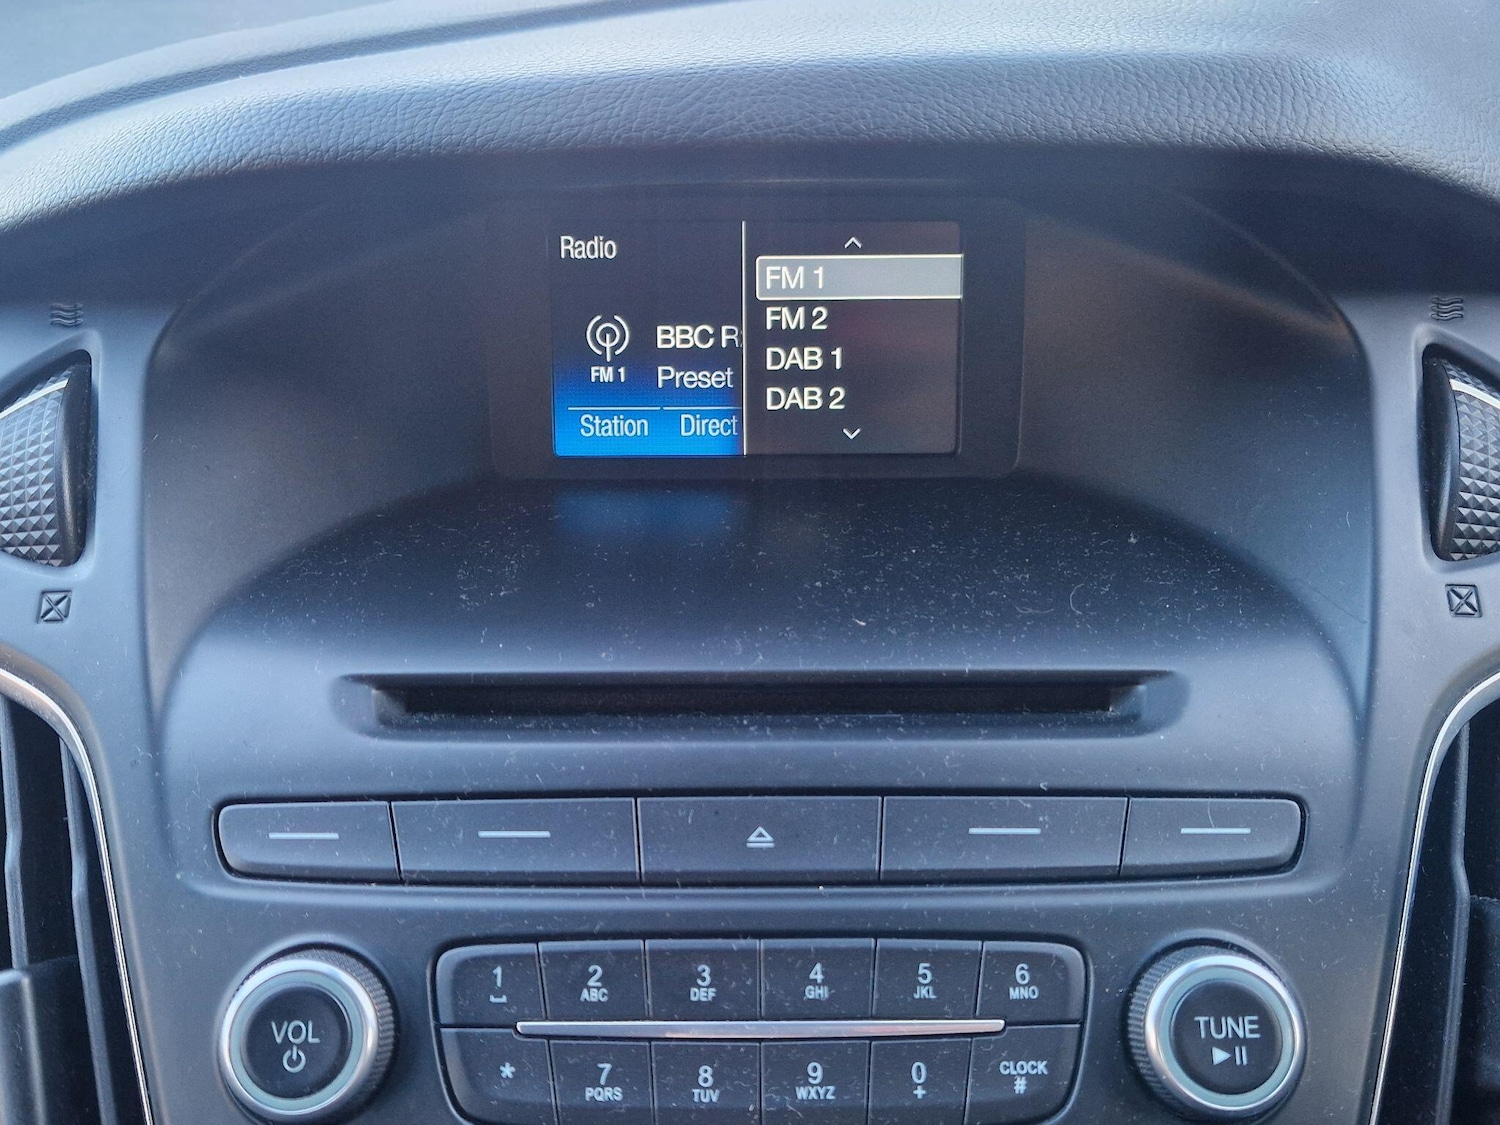 Radio
FM 1
FM 2
DAB 1
DAB 2
BBC R
FM 1
Preset
Station Direct
1 2 3 4 5 6
ABC DEF GHI JKL MNO
* 7 8 9 0 CLOCK
PQRS TUV WXYZ + #
VOL
TUNE